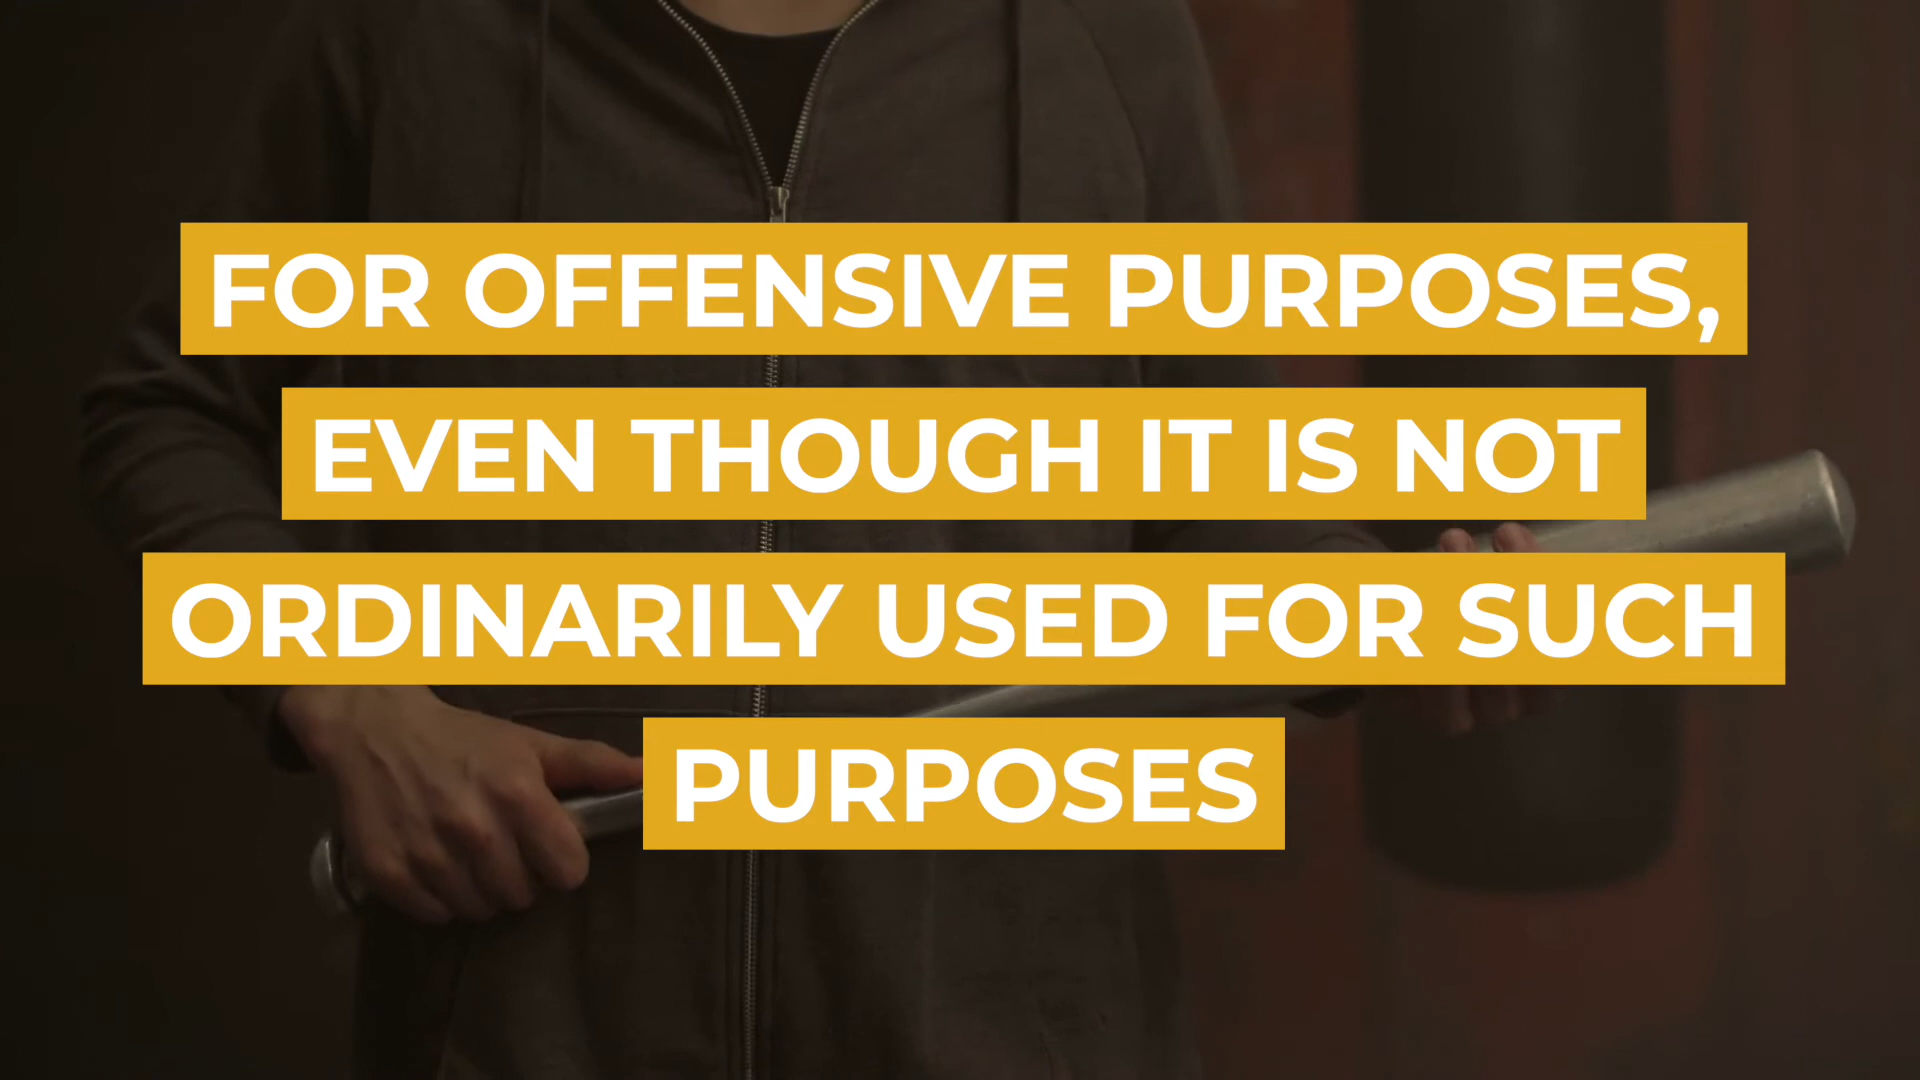 FOR OFFENSIVE PURPOSES,
EVEN THOUGH IT IS NOT
ORDINARILY USED FOR SUCH
PURPOSES